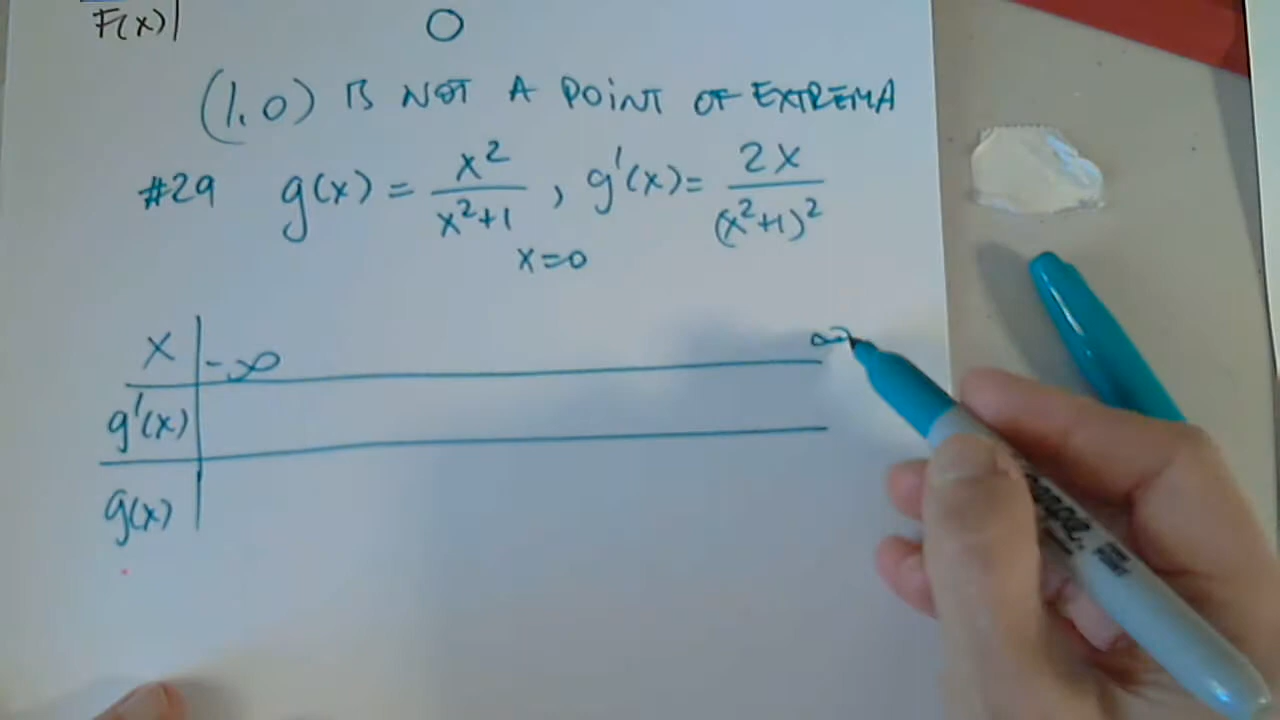 F(x)| 0
(1,0) IS NOT A POINT OF EXTREMA
#29 g(x) = x²/(x²+1), g'(x) = 2x/(x²+1)²
x=0
x -∞ ∞
g'(x)
g(x)